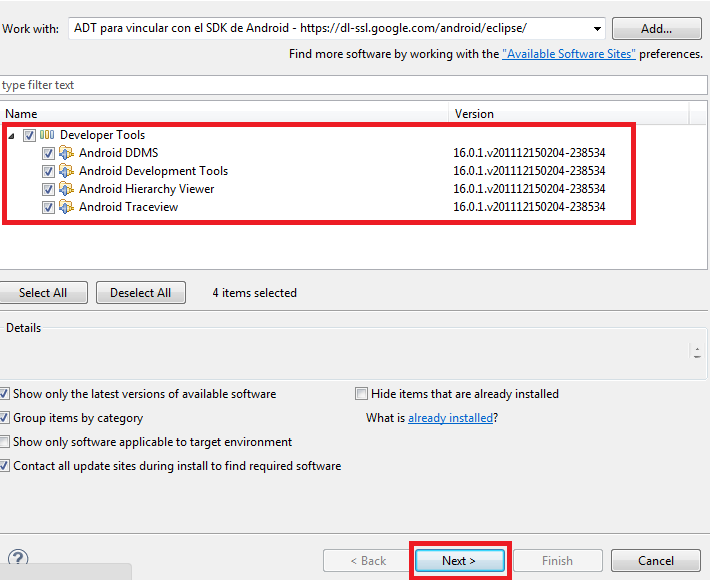 Work with: ADT para vincular con el SDK de Android - https://dl-ssl.google.com/android/eclipse/ Add...
Find more software by working with the "Available Software Sites" preferences.
type filter text
Name Version
Developer Tools
Android DDMS 16.0.1.v201112150204-238534
Android Development Tools 16.0.1.v201112150204-238534
Android Hierarchy Viewer 16.0.1.v201112150204-238534
Android Traceview 16.0.1.v201112150204-238534
Select All Deselect All 4 items selected
Details
Show only the latest versions of available software Hide items that are already installed
Group items by category What is already installed?
Show only software applicable to target environment
Contact all update sites during install to find required software
? < Back Next > Finish Cancel